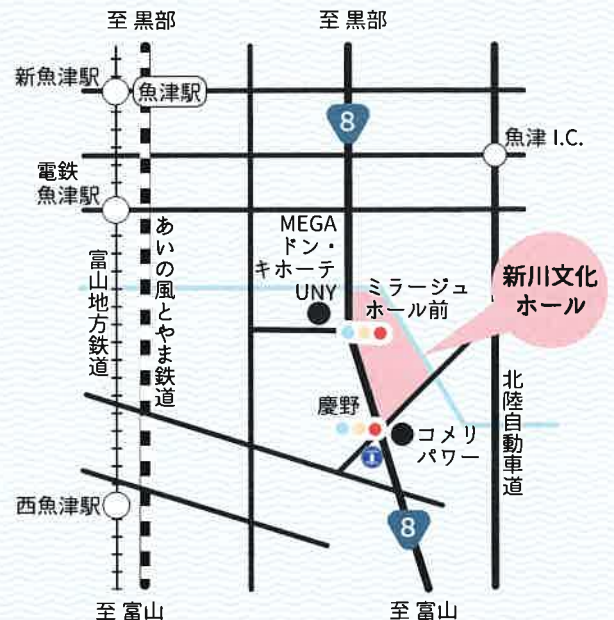 至 黒部
至 黒部
新魚津駅
魚津駅
8
魚津 I.C.
電鉄
魚津駅
MEGA
ドン・
キホーテ
UNY
あいの風とやま鉄道
富山地方鉄道
ミラージュ
ホール前
新川文化
ホール
北陸自動車道
慶野
コメリ
パワー
西魚津駅
8
至 富山
至 富山